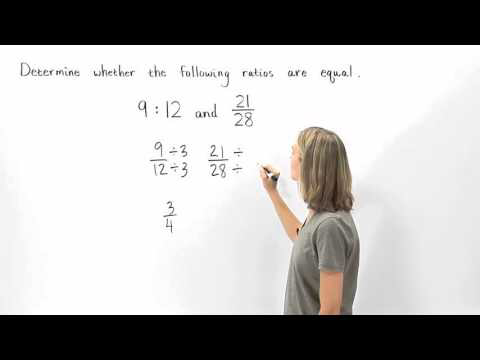 Determine whether the following ratios are equal.
9 : 12 and 21/28
9/12 ÷3/÷3 21/28 ÷/÷
3/4